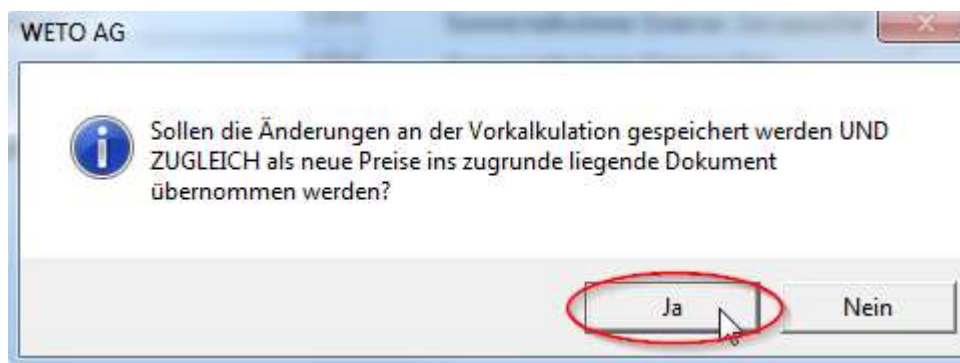 WETO AG
Sollen die Änderungen an der Vorkalkulation gespeichert werden UND
ZUGLEICH als neue Preise ins zugrunde liegende Dokument
übernommen werden?
Ja
Nein